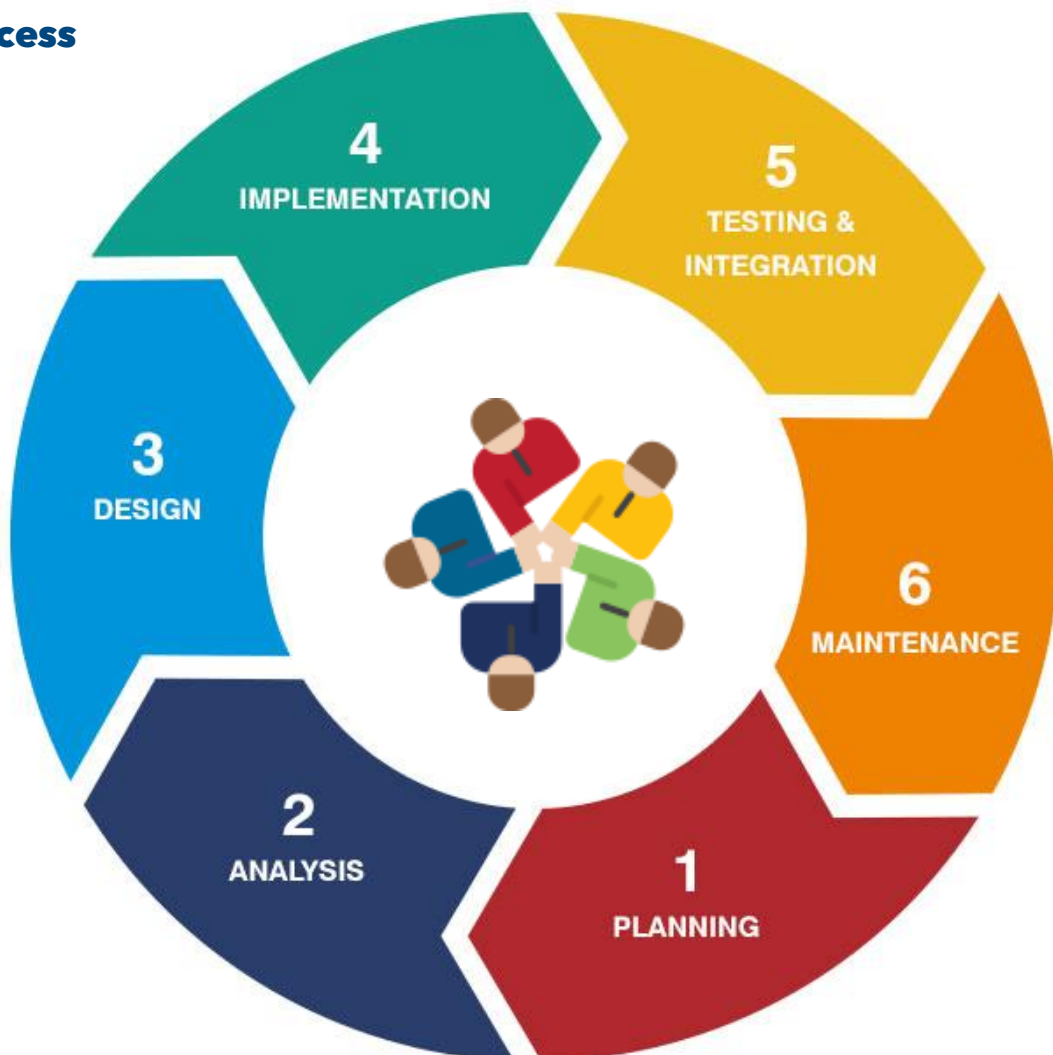 cess
4
IMPLEMENTATION
5
TESTING &
INTEGRATION
3
DESIGN
6
MAINTENANCE
2
ANALYSIS
1
PLANNING